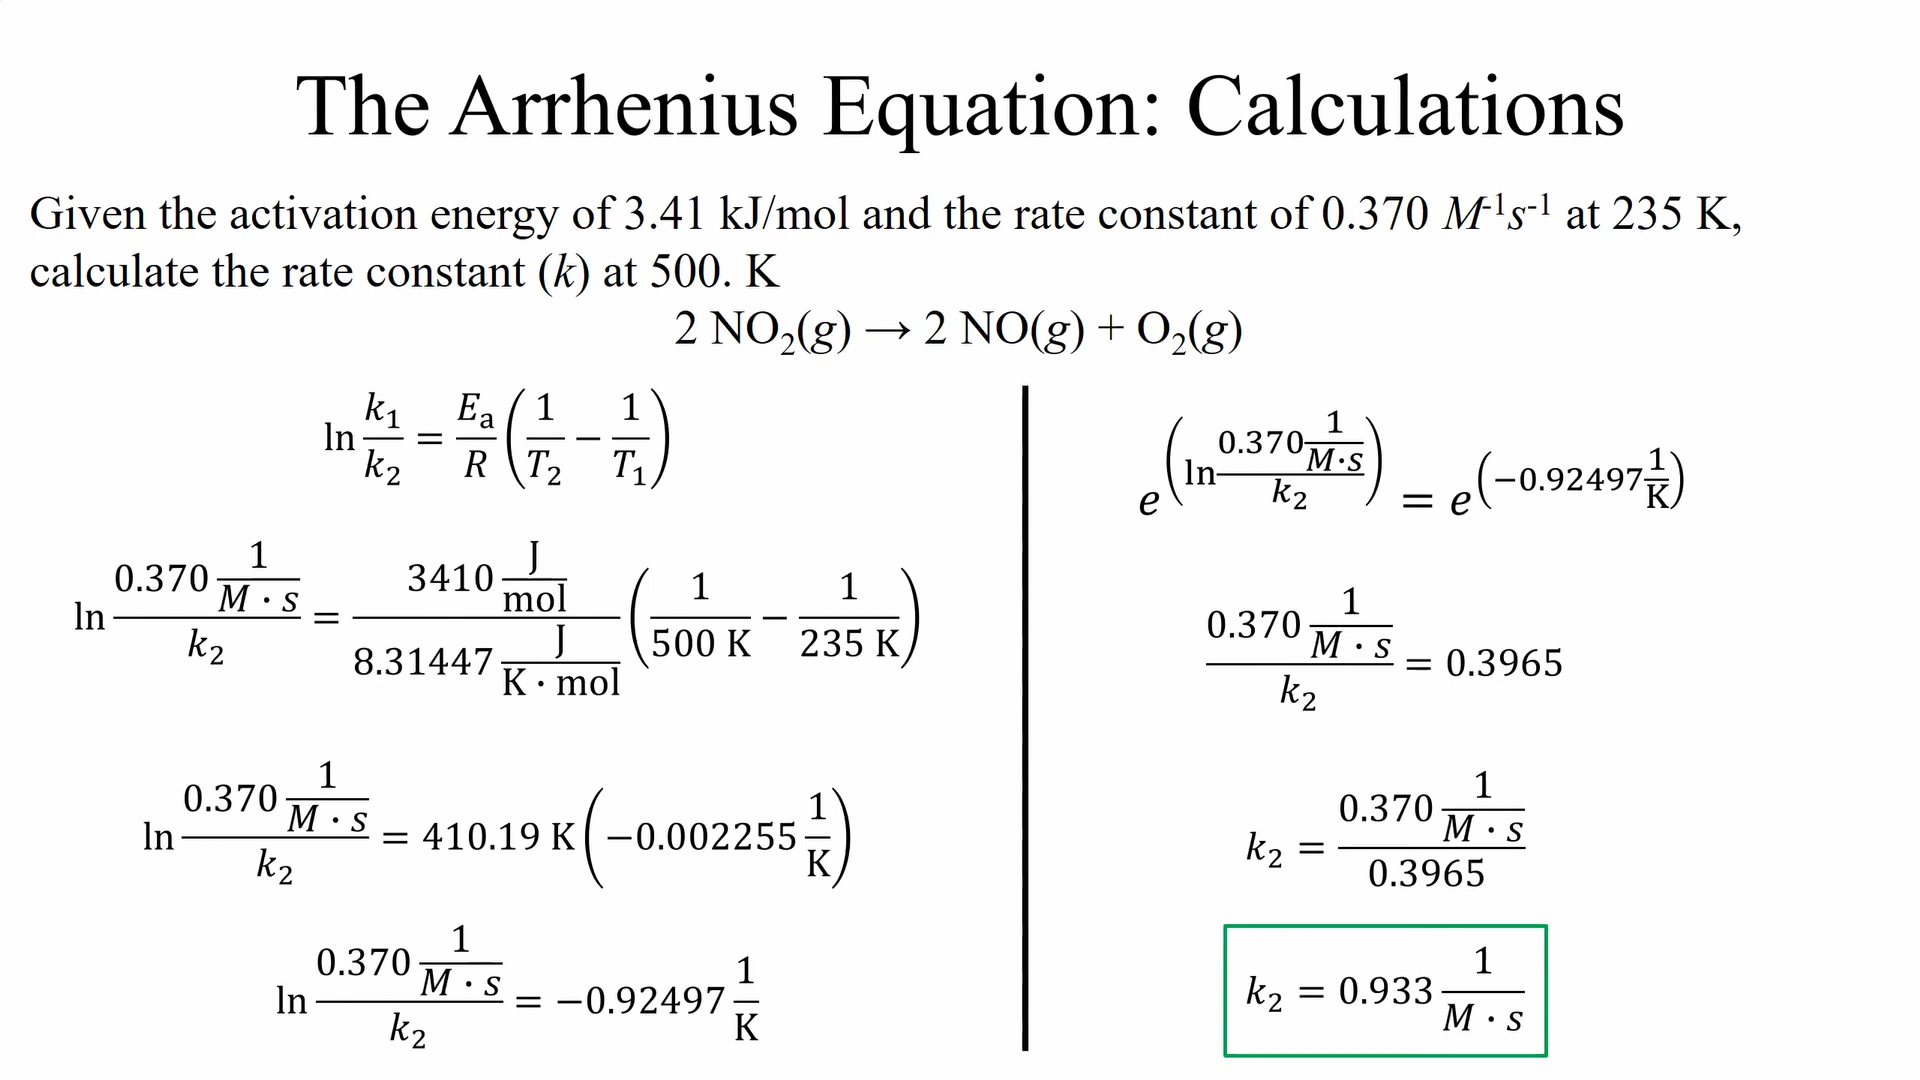 The Arrhenius Equation: Calculations
Given the activation energy of 3.41 kJ/mol and the rate constant of 0.370 M⁻¹s⁻¹ at 235 K,
calculate the rate constant (k) at 500. K
2 NO₂(g) → 2 NO(g) + O₂(g)
ln k₁/k₂ = Eₐ/R (1/T₂ − 1/T₁)
ln (0.370 1/(M · s))/k₂ = (3410 J/mol)/(8.31447 J/(K · mol)) (1/(500 K) − 1/(235 K))
ln (0.370 1/(M · s))/k₂ = 410.19 K (−0.002255 1/K)
ln (0.370 1/(M · s))/k₂ = −0.92497 1/K
e^(ln (0.370 1/(M·s))/k₂) = e^(−0.92497 1/K)
(0.370 1/(M · s))/k₂ = 0.3965
k₂ = (0.370 1/(M · s))/0.3965
k₂ = 0.933 1/(M · s)